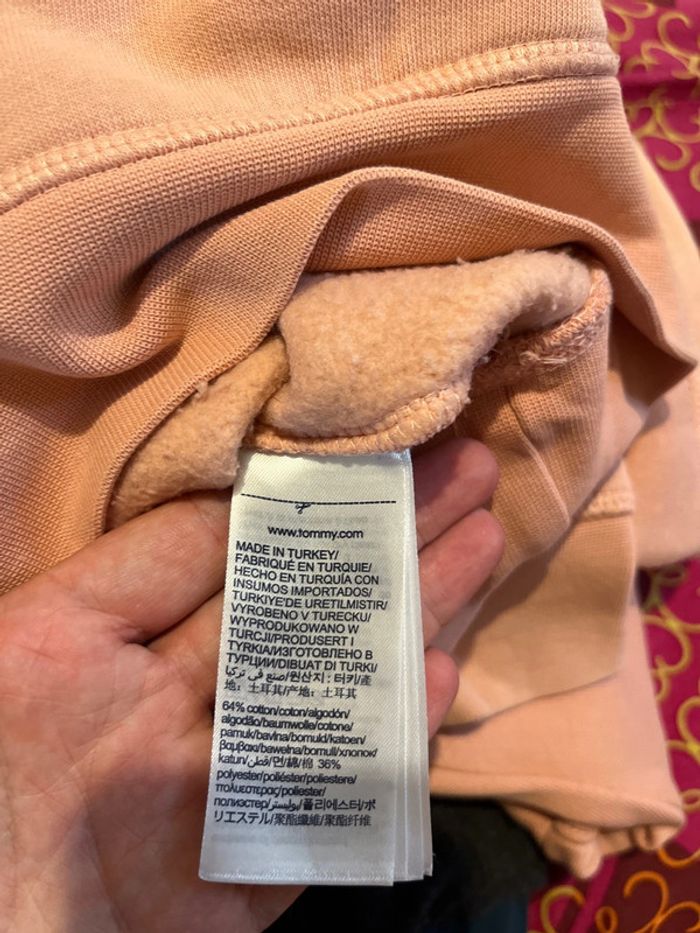 www.tommy.com
MADE IN TURKEY/
FABRIQUÉ EN TURQUIE/
HECHO EN TURQUÍA CON
INSUMOS IMPORTADOS/
TURKIYE'DE URETILMISTIR/
VYROBENO V TURECKU/
WYPRODUKOWANO W
TURCJI/PRODUSERT I
TYRKIA/ИЗГОТОВЛЕНО В
ТУРЦИИ/DIBUAT DI TURKI/
صنع في تركيا/원산지 : 터키/產
地：土耳其/产地：土耳其
64% cotton/coton/algodón/
algodão/baumwolle/cotone/
pamuk/bavlna/bomuld/katoen/
βαμβακι/bawełna/bomull/хлопок/
katun/قطن/면/綿/棉 36%
polyester/poliéster/poliestere/
πολυεστερας/poliester/
полиэстер/بوليستر/폴리에스터/ポ
リエステル/聚酯纖維/聚酯纤维